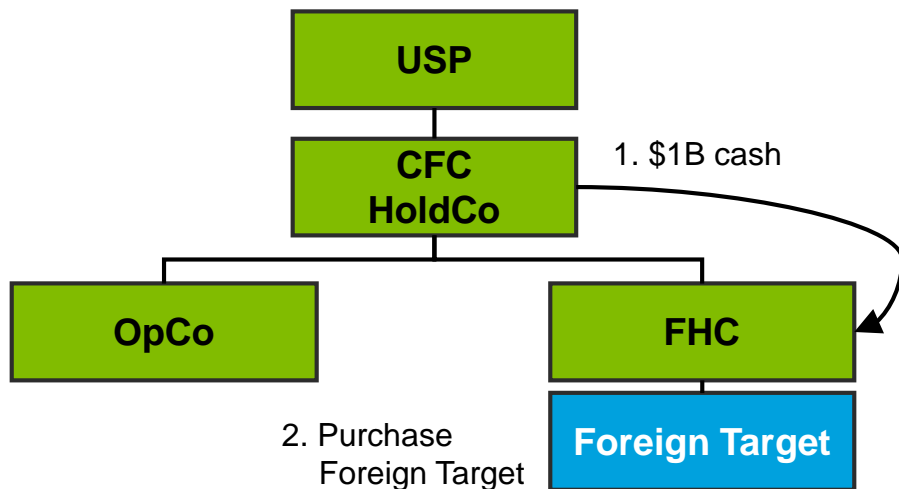 USP
CFC
HoldCo
1. $1B cash
OpCo
FHC
2. Purchase
Foreign Target
Foreign Target